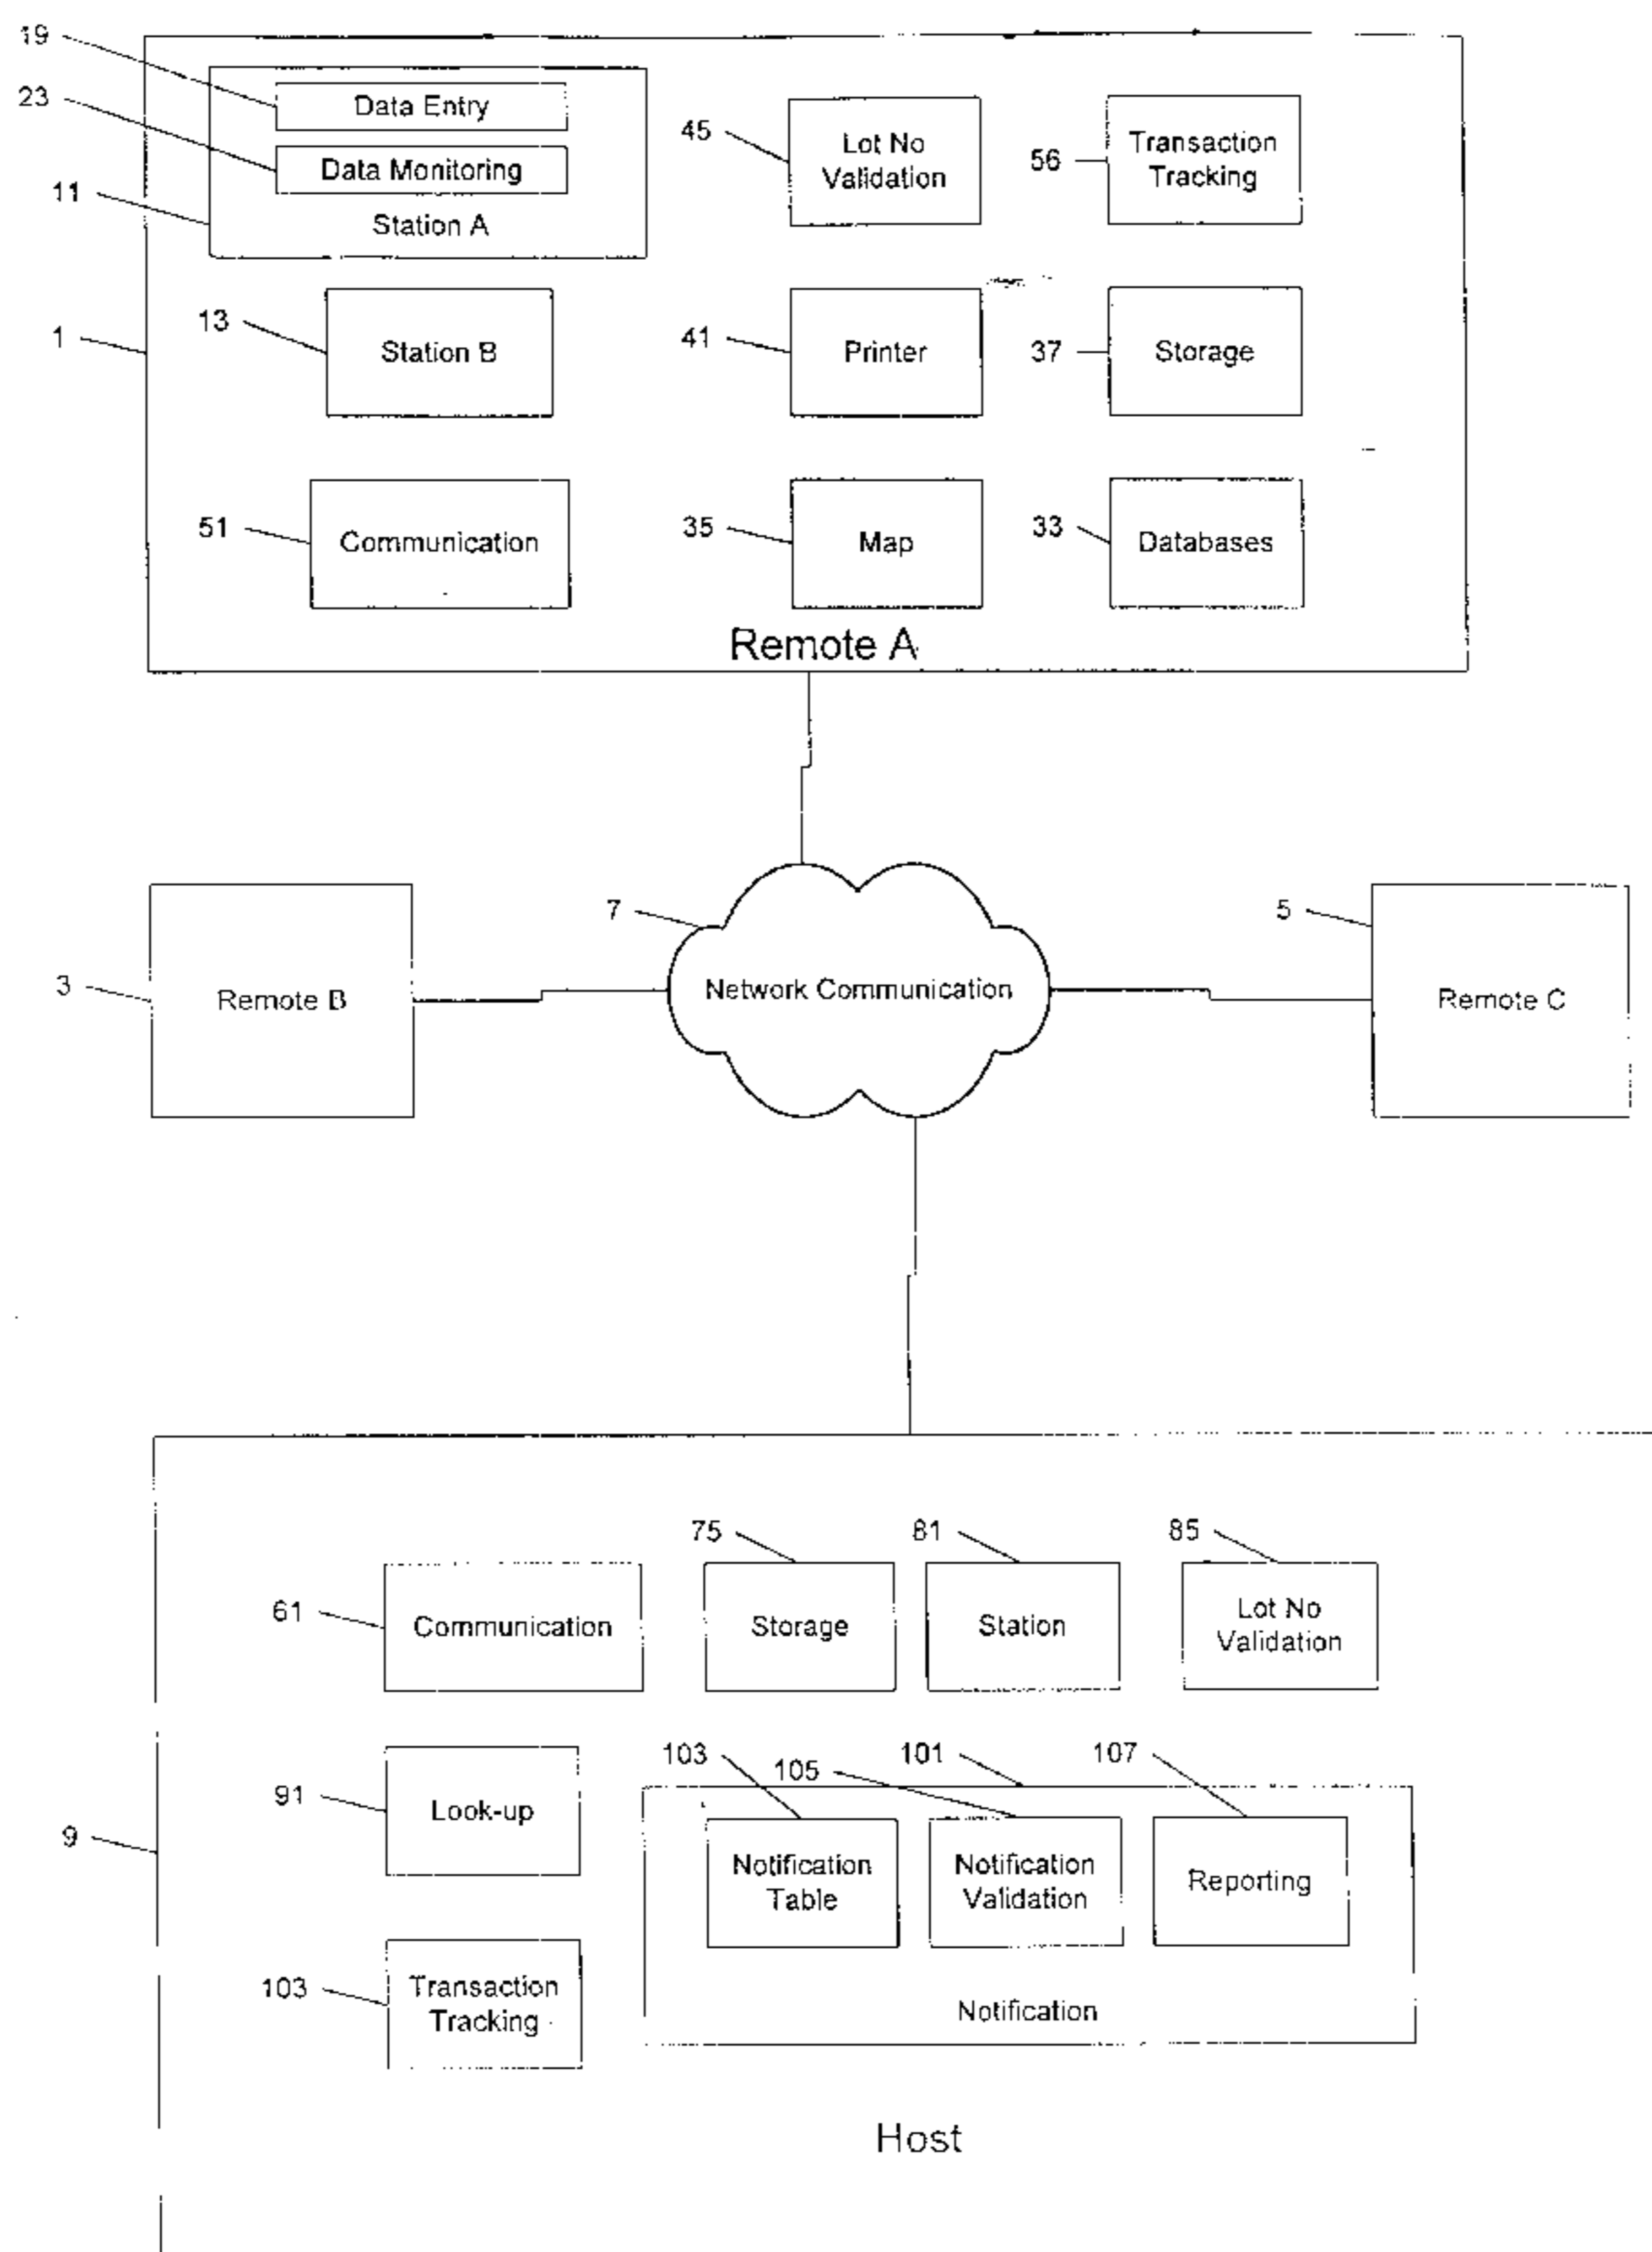 19
Data Entry
23
Data Monitoring
11
Station A
45
Lot No
Validation
56
Transaction
Tracking
1
13
Station B
41
Printer
37
Storage
51
Communication
35
Map
33
Databases
Remote A
7
5
3
Remote B
Network Communication
Remote C
75
81
85
61
Communication
Storage
Station
Lot No
Validation
103
105
101
107
91
Look-up
9
Notification
Table
Notification
Validation
Reporting
103
Transaction
Tracking
Notification
Host